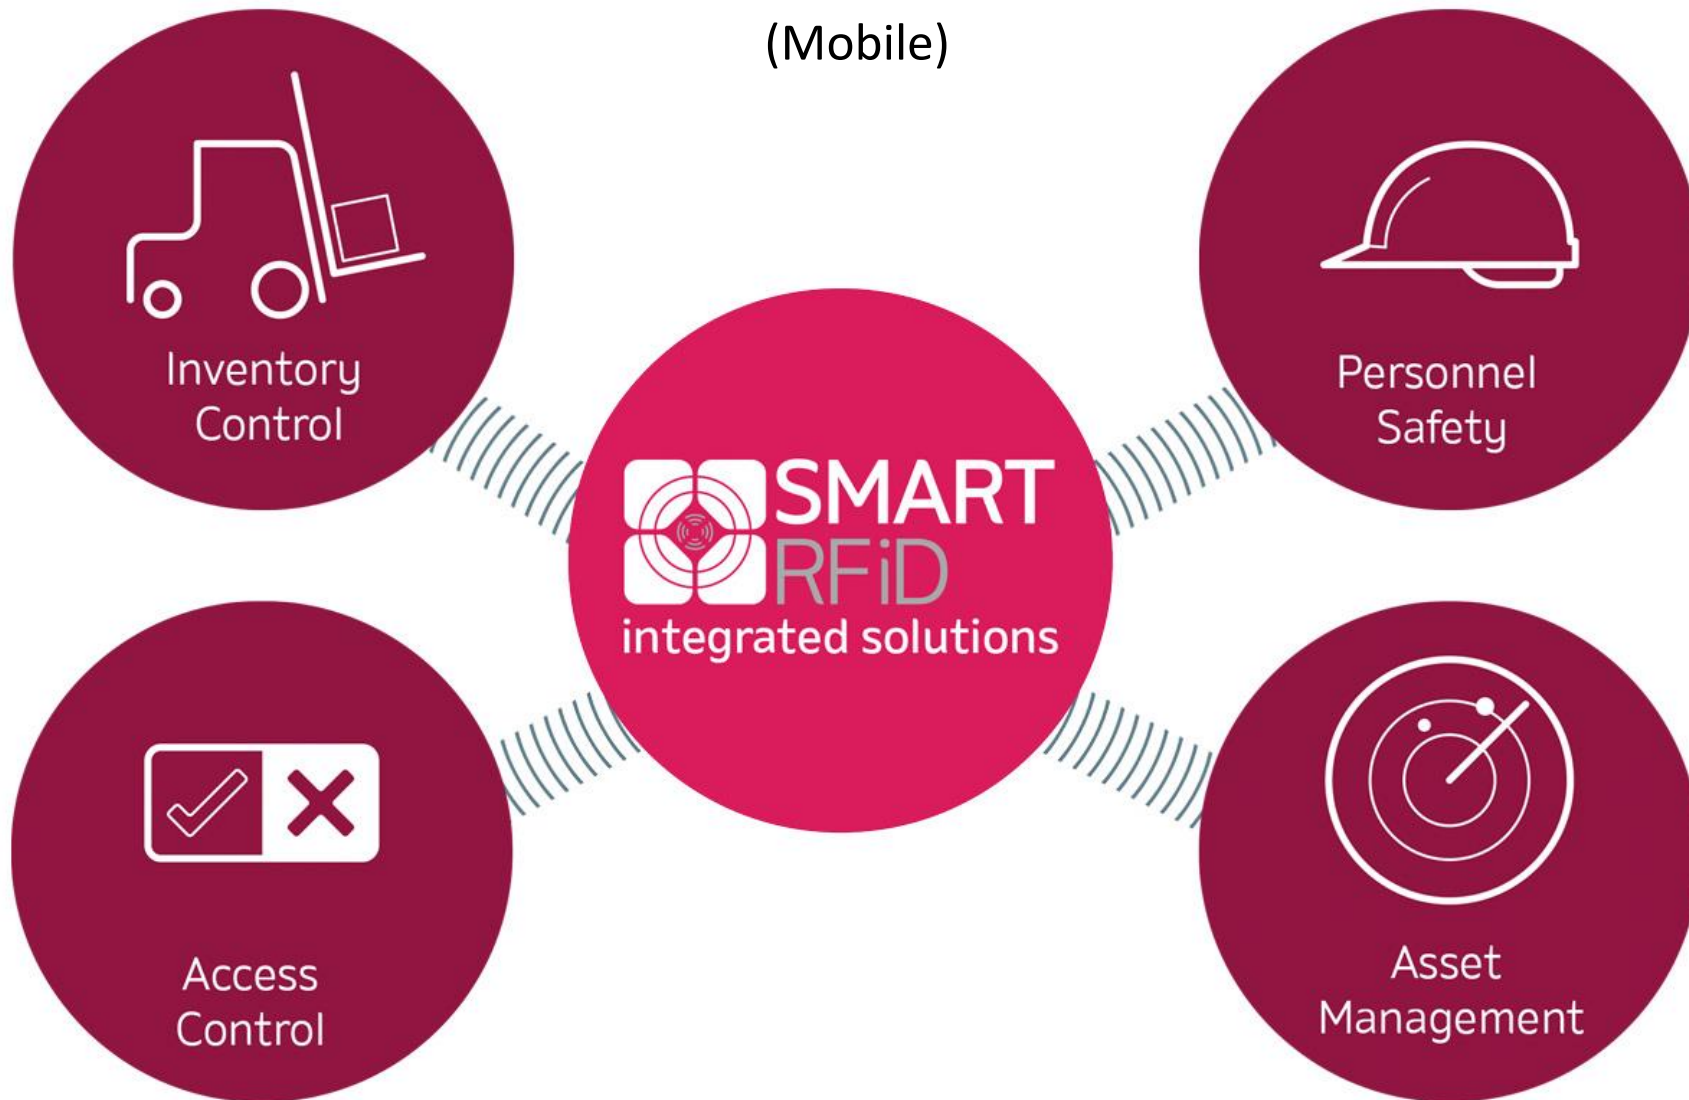 (Mobile)
Inventory
Control
Personnel
Safety
SMART
RFiD
integrated solutions
Access
Control
Asset
Management